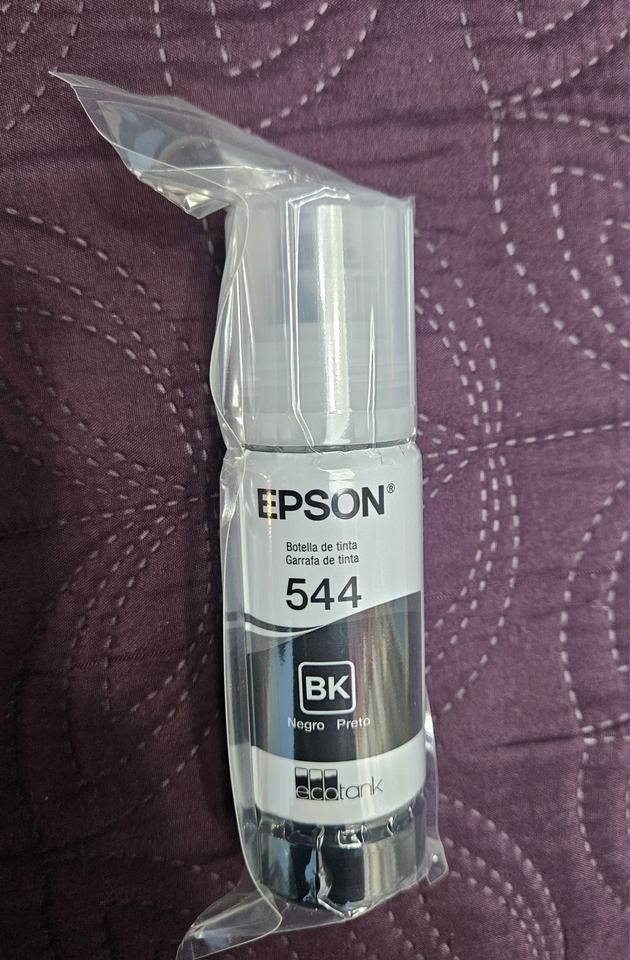 EPSON®
Botella de tinta
Garrafa de tinta
544
BK
Negro Preto
ecotank